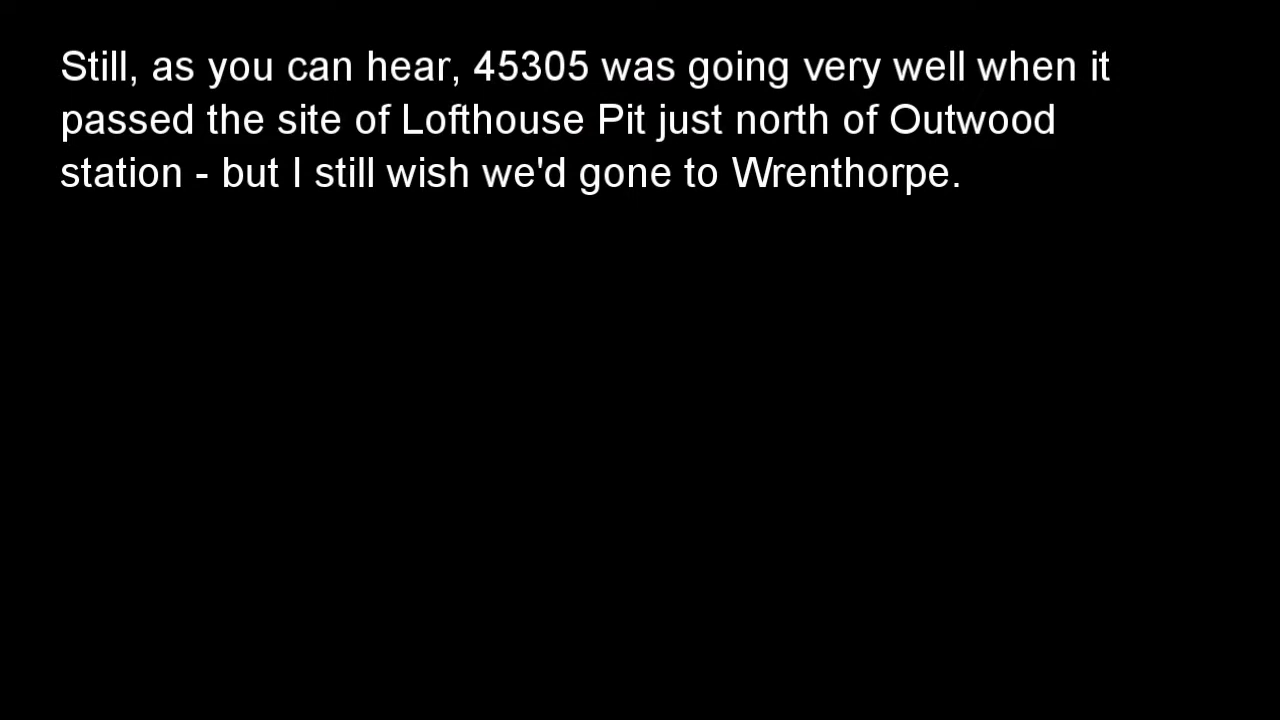 Still, as you can hear, 45305 was going very well when it
passed the site of Lofthouse Pit just north of Outwood
station - but I still wish we'd gone to Wrenthorpe.